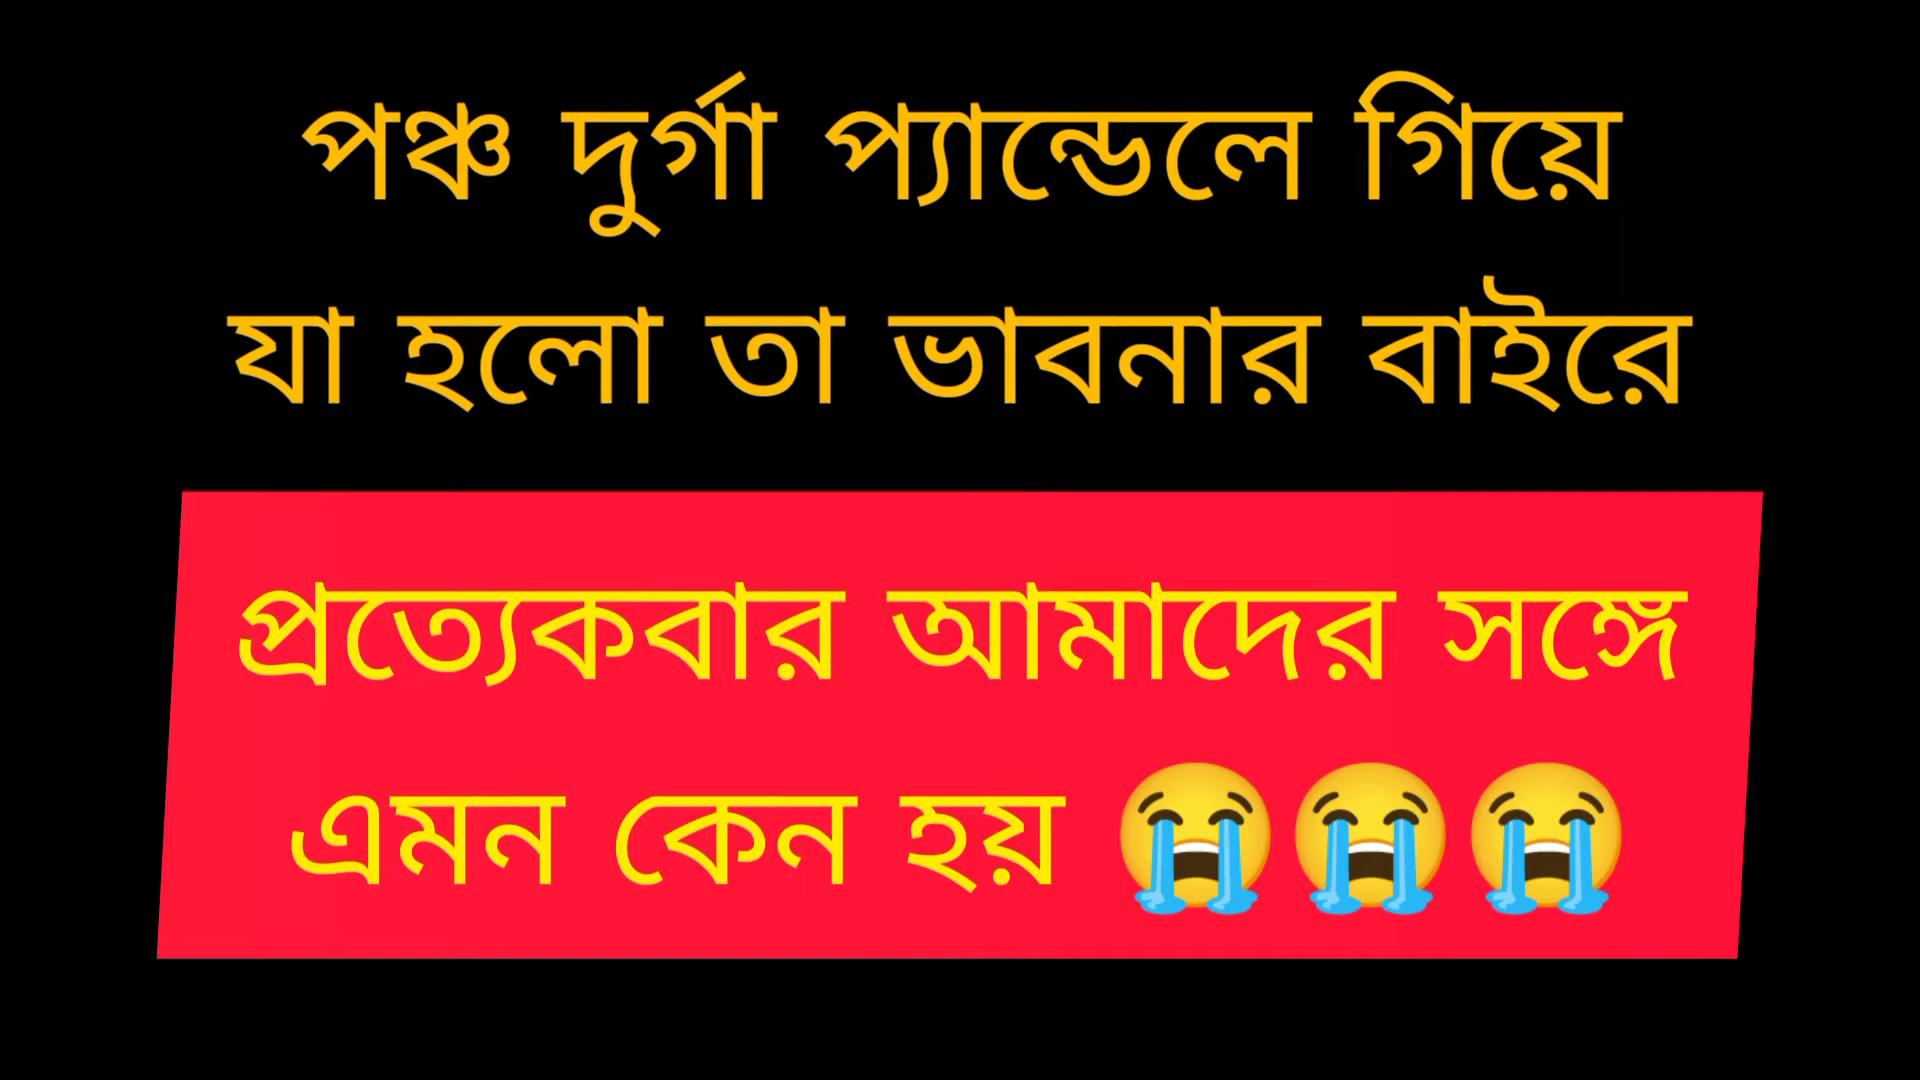 পঞ্চ দুর্গা প্যান্ডেলে গিয়ে
যা হলো তা ভাবনার বাইরে
প্রত্যেকবার আমাদের সঙ্গে
এমন কেন হয় 😭😭😭